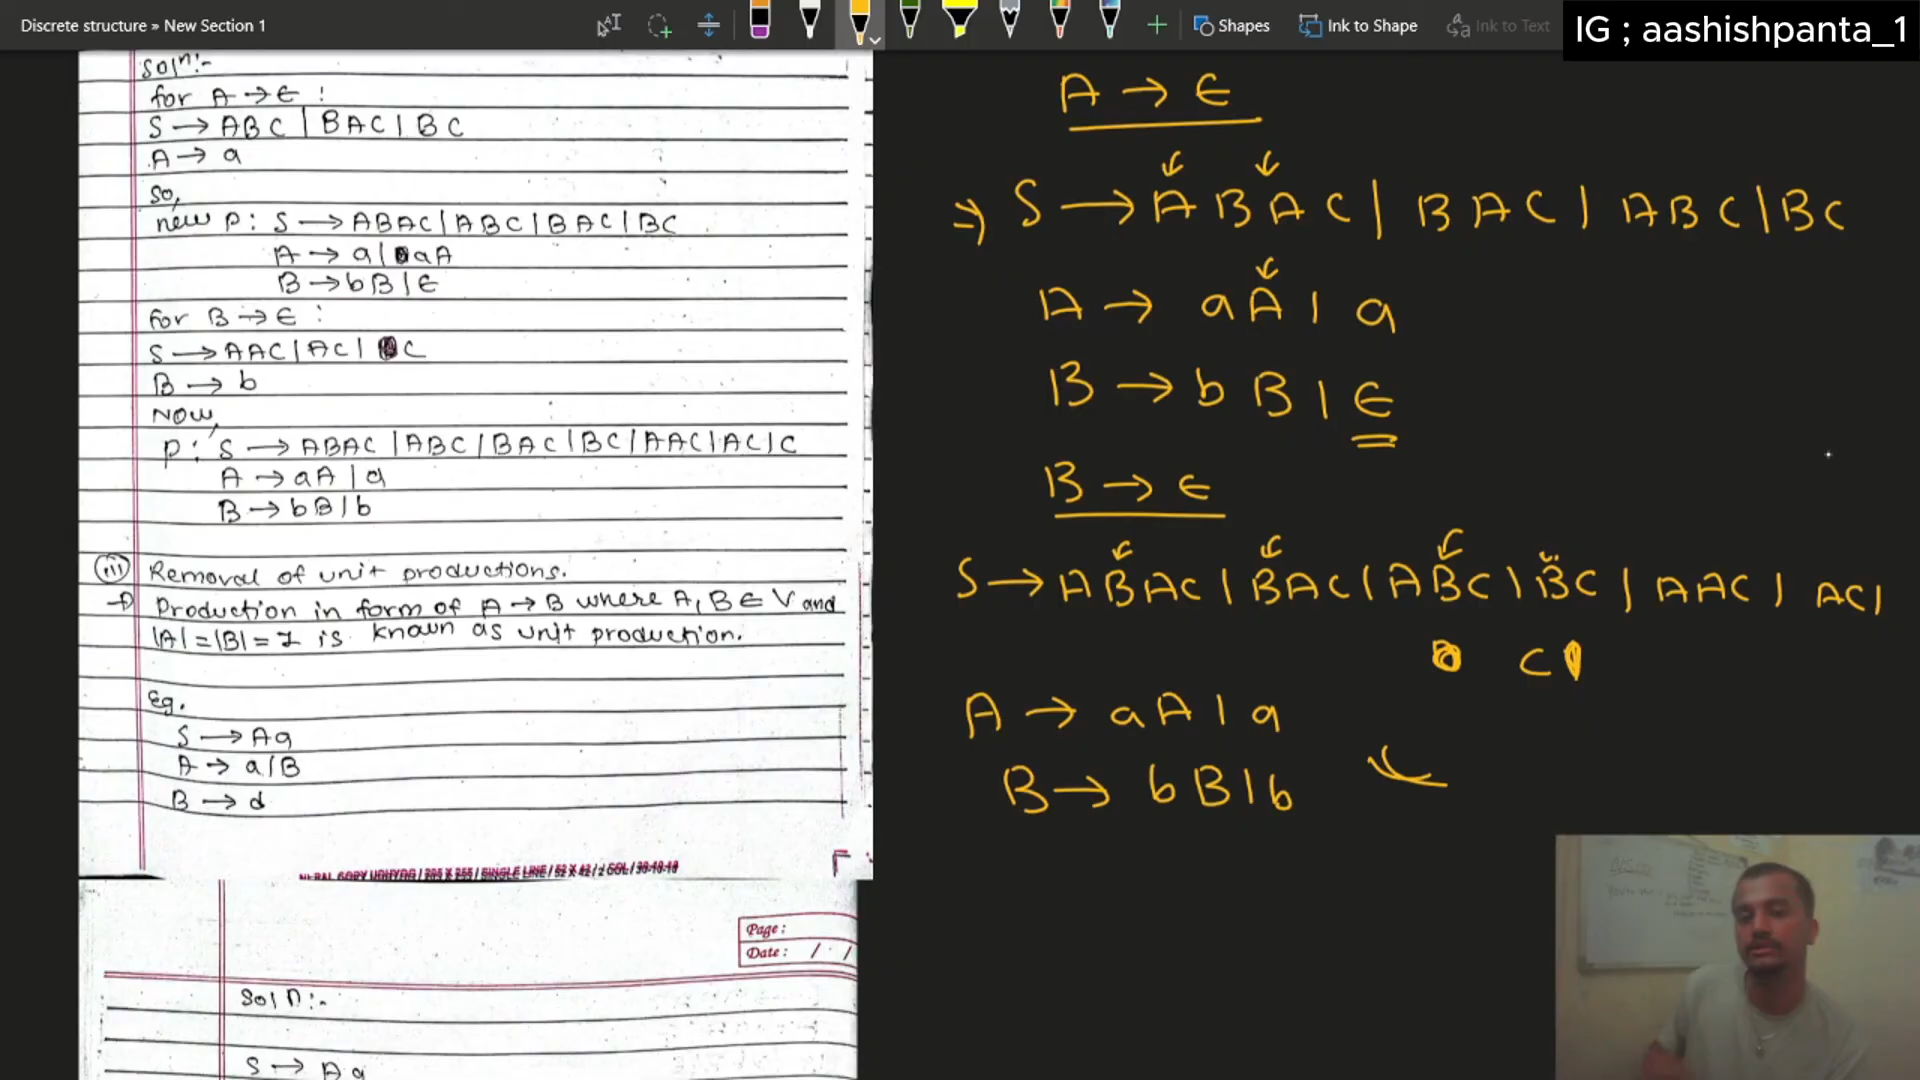 Discrete structure » New Section 1
Shapes
Ink to Shape
Ink to Text
IG ; aashishpanta_1
Solⁿ:-
for A → ϵ :
S → ABC | BAC | BC
A → a
So,
new P: S → ABAC | ABC | BAC | BC
A → a | aA
B → bB | ϵ
for B → ϵ :
S → AAC | AC | C
B → b
Now,
P: S → ABAC | ABC | BAC | BC | AAC | AC | C
A → aA | a
B → bB | b
(iii) Removal of unit productions.
→ Production in form of A → B where A, B ∈ V and
|A| = |B| = 1 is known as unit production.
Eg.
S → Aa
A → a | B
B → d
Page :
Date : / /
Solⁿ:-
S → Aa
A → ϵ
=> S → ABAC | BAC | ABC | BC
A → aA | a
B → bB | ϵ
B → ϵ
S → ABAC | BAC | ABC | BC | AAC | AC |
C
A → aA | a
B → bB | b